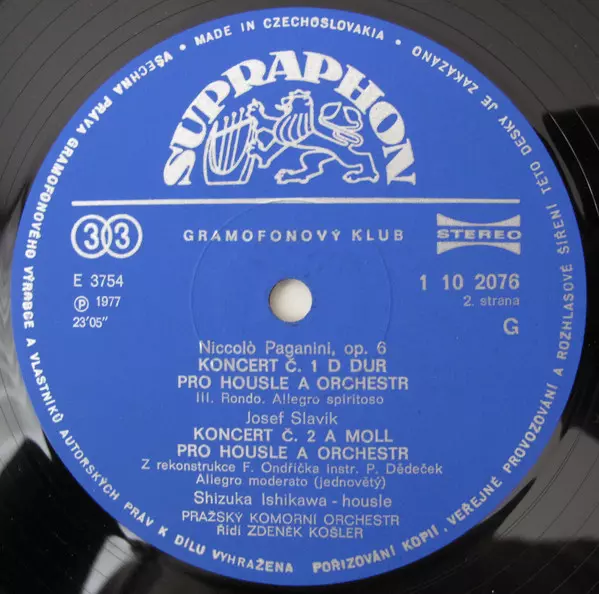 VŠECHNA PRÁVA GRAMOFONOVÉHO VÝROBCE A VLASTNÍKŮ AUTORSKÝCH PRÁV K DÍLU VYHRAŽENA
• MADE IN CZECHOSLOVAKIA •
POŘIZOVÁNÍ KOPIÍ, VEŘEJNÉ PROVOZOVÁNÍ A ROZHLASOVÉ ŠÍŘENÍ TÉTO DESKY JE ZAKÁZÁNO
SUPRAPHON
33
GRAMOFONOVÝ KLUB
STEREO
E 3754
Ⓟ 1977
23'05"
1 10 2076
2. strana
G
Niccolò Paganini, op. 6
KONCERT Č. 1 D DUR
PRO HOUSLE A ORCHESTR
III. Rondo. Allegro spiritoso
Josef Slavík
KONCERT Č. 2 A MOLL
PRO HOUSLE A ORCHESTR
Z rekonstrukce F. Ondříčka instr. P. Dědeček
Allegro moderato (jednovětý)
Shizuka Ishikawa - housle
PRAŽSKÝ KOMORNÍ ORCHESTR
Řídí ZDENĚK KOŠLER